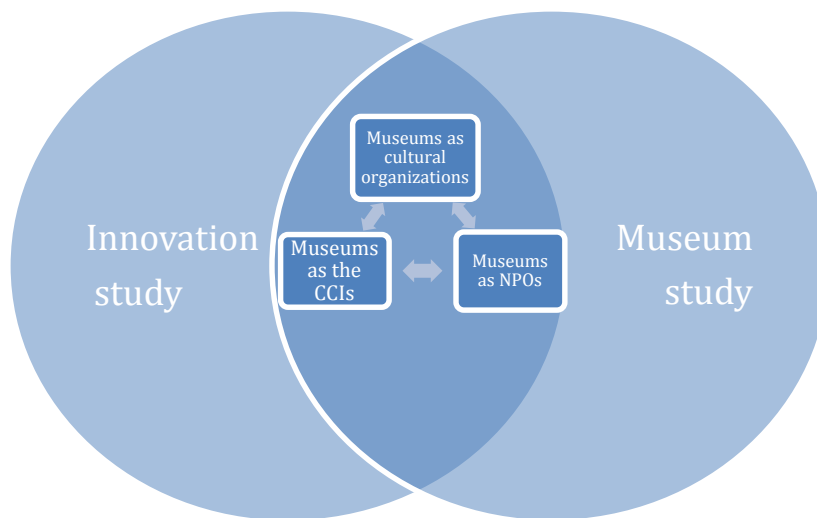 Museums as
cultural
organizations
Innovation
study
Museums
as the
CCIs
Museums
as NPOs
Museum
study